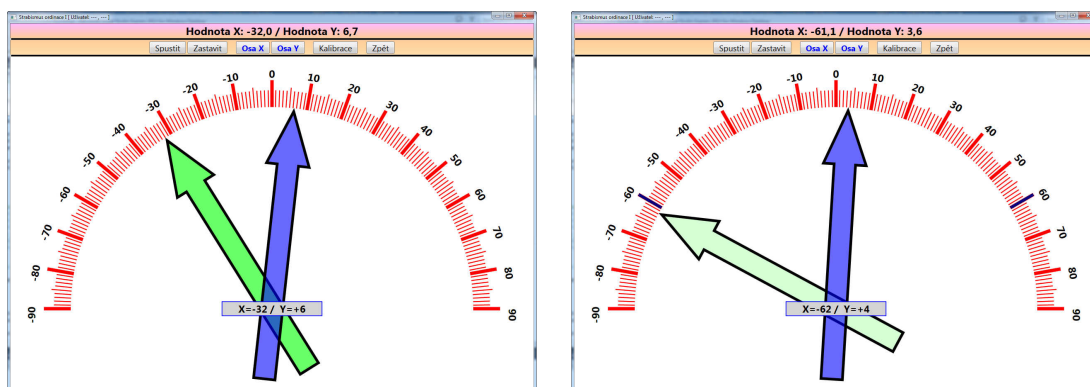 Strabismus ordinace I [ Uživatel: --- , --- ]
Hodnota X: -32,0 / Hodnota Y: 6,7
Spustit Zastavit Osa X Osa Y Kalibrace Zpět
-90 -80 -70 -60 -50 -40 -30 -20 -10 0 10 20 30 40 50 60 70 80 90
X=-32 / Y=+6
Strabismus ordinace I [ Uživatel: --- , --- ]
Hodnota X: -61,1 / Hodnota Y: 3,6
Spustit Zastavit Osa X Osa Y Kalibrace Zpět
-90 -80 -70 -60 -50 -40 -30 -20 -10 0 10 20 30 40 50 60 70 80 90
X=-62 / Y=+4